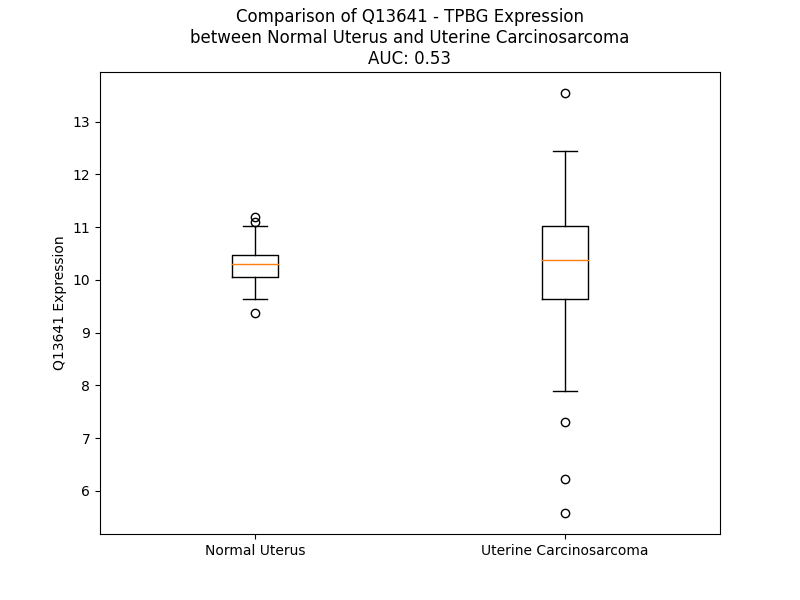 Comparison of Q13641 - TPBG Expression
between Normal Uterus and Uterine Carcinosarcoma
AUC: 0.53
Q13641 Expression
13
12
11
10
9
8
7
6
Normal Uterus
Uterine Carcinosarcoma